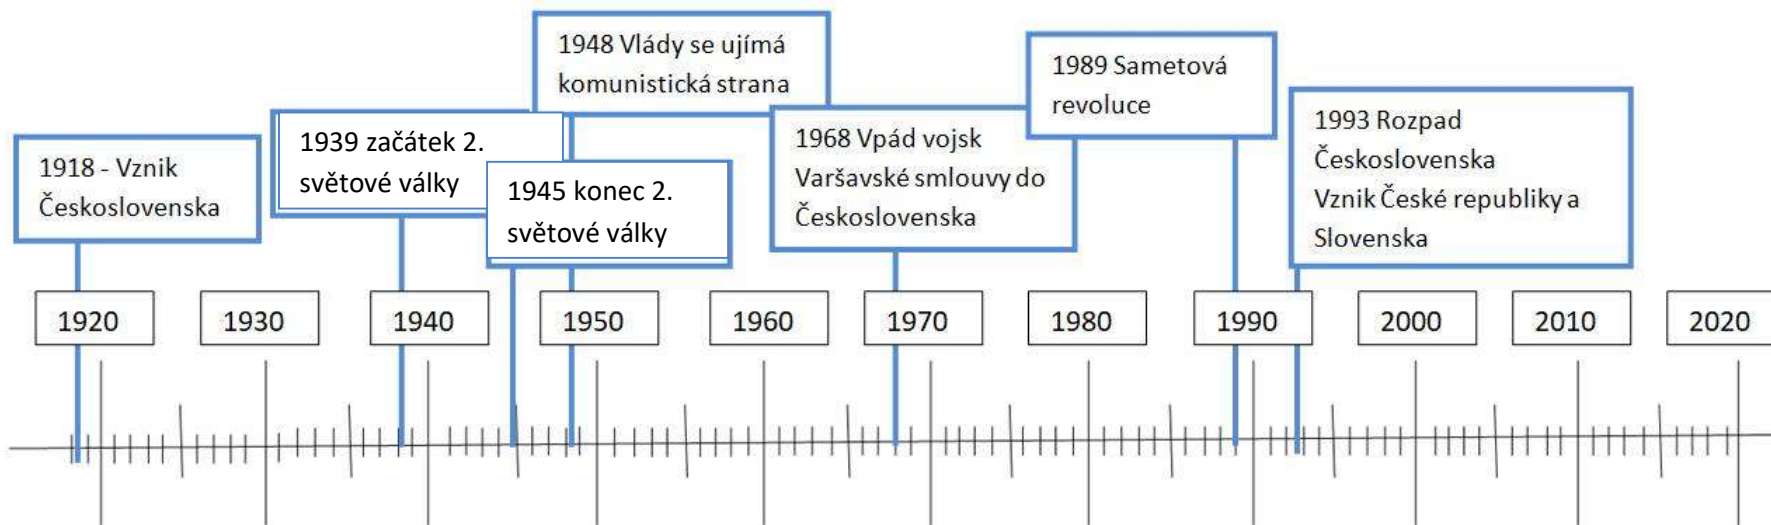 1918 - Vznik
Československa
1939 začátek 2.
světové války
1945 konec 2.
světové války
1948 Vlády se ujímá
komunistická strana
1968 Vpád vojsk
Varšavské smlouvy do
Československa
1989 Sametová
revoluce
1993 Rozpad
Československa
Vznik České republiky a
Slovenska
1920
1930
1940
1950
1960
1970
1980
1990
2000
2010
2020